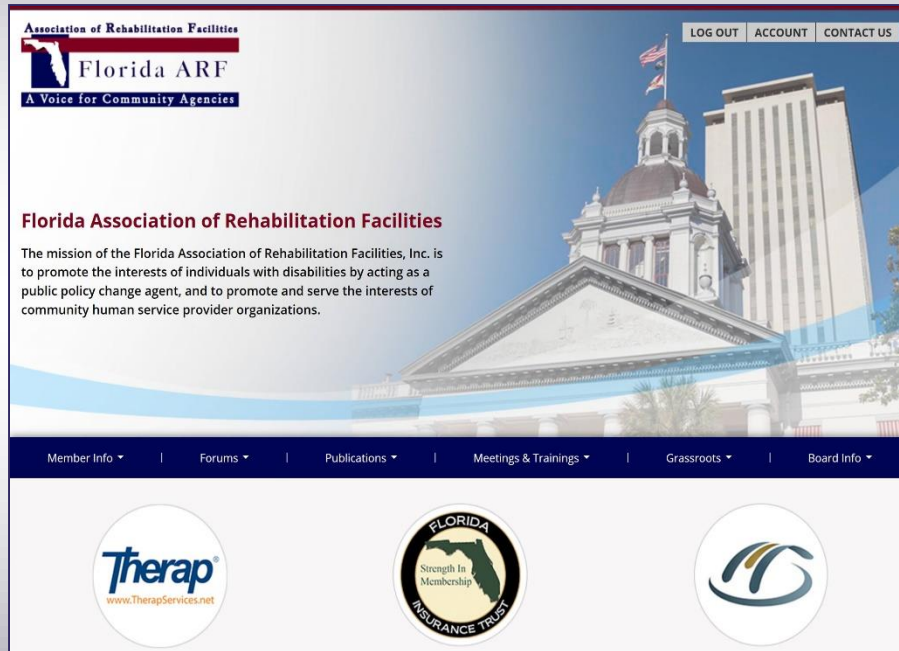 Association of Rehabilitation Facilities
Florida ARF
A Voice for Community Agencies
LOG OUT ACCOUNT CONTACT US
Florida Association of Rehabilitation Facilities
The mission of the Florida Association of Rehabilitation Facilities, Inc. is
to promote the interests of individuals with disabilities by acting as a
public policy change agent, and to promote and serve the interests of
community human service provider organizations.
Member Info | Forums | Publications | Meetings & Trainings | Grassroots | Board Info
Therap®
www.TherapServices.net
FLORIDA
Strength In
Membership
INSURANCE TRUST